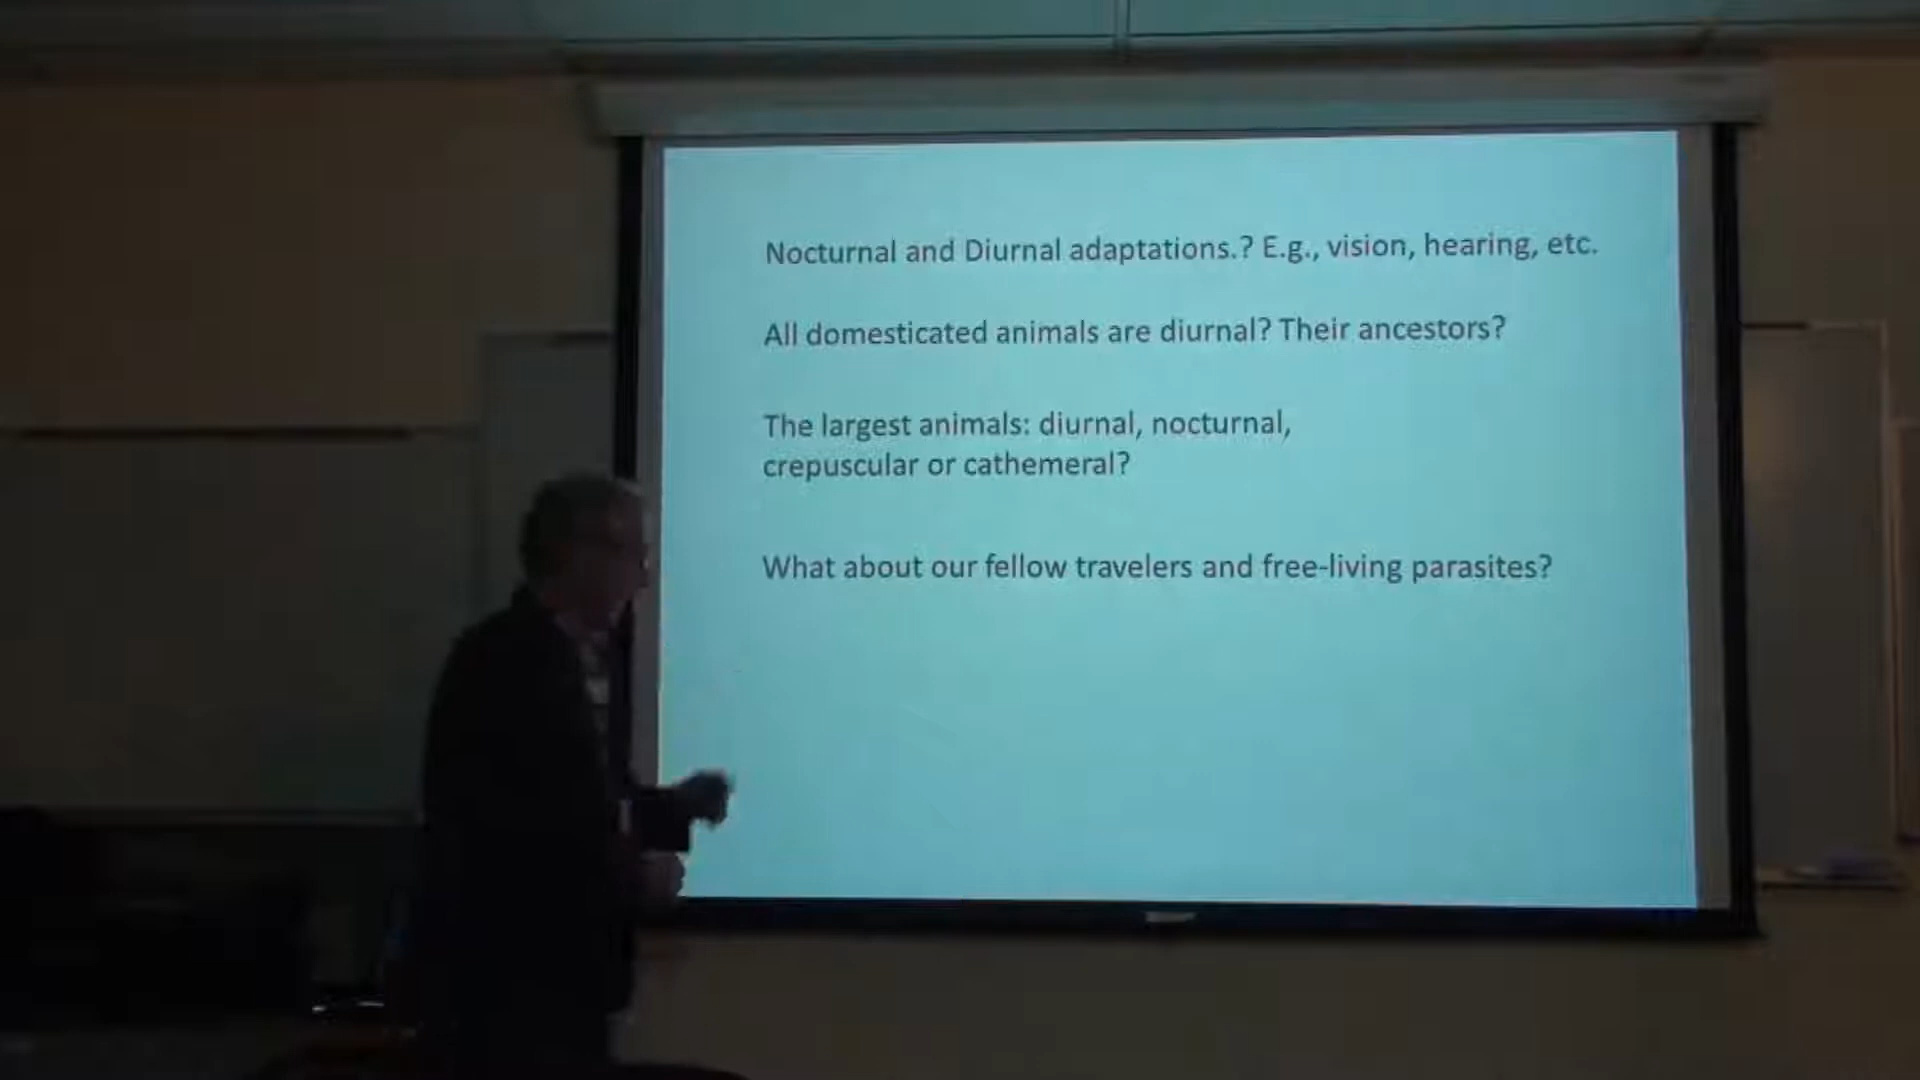 Nocturnal and Diurnal adaptations.? E.g., vision, hearing, etc.
All domesticated animals are diurnal? Their ancestors?
The largest animals: diurnal, nocturnal,
crepuscular or cathemeral?
What about our fellow travelers and free-living parasites?